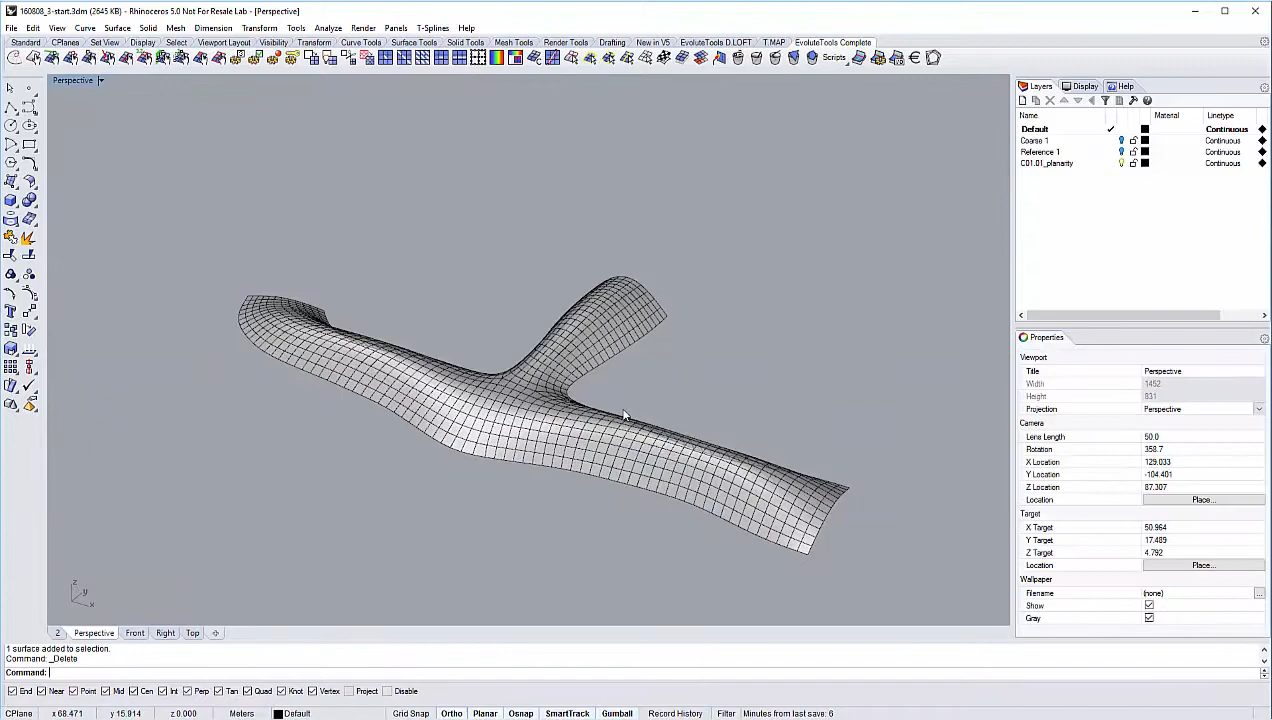 160808_3-start.3dm (2645 KB) - Rhinoceros 5.0 Not For Resale Lab - [Perspective]
File Edit View Curve Surface Solid Mesh Dimension Transform Tools Analyze Render Panels T-Splines Help
Standard CPlanes Set View Display Select Viewport Layout Visibility Transform Curve Tools Surface Tools Solid Tools Mesh Tools Render Tools Drafting New in V5 EvoluteTools D.LOFT T.MAP EvoluteTools Complete
Scripts
Perspective
Layers Display Help
Name Material Linetype
Default Continuous
Coarse 1 Continuous
Reference 1 Continuous
C01.01_planarity Continuous
Properties
Viewport
Title Perspective
Width 1452
Height 831
Projection Perspective
Camera
Lens Length 50.0
Rotation 358.7
X Location 129.033
Y Location -104.401
Z Location 87.307
Location Place...
Target
X Target 50.964
Y Target 17.489
Z Target 4.792
Location Place...
Wallpaper
Filename (none) ...
Show
Gray
z
y
x
2 Perspective Front Right Top
1 surface added to selection.
Command: _Delete
Command:
End Near Point Mid Cen Int Perp Tan Quad Knot Vertex Project Disable
CPlane x 68.471 y 15.914 z 0.000 Meters Default Grid Snap Ortho Planar Osnap SmartTrack Gumball Record History Filter Minutes from last save: 6